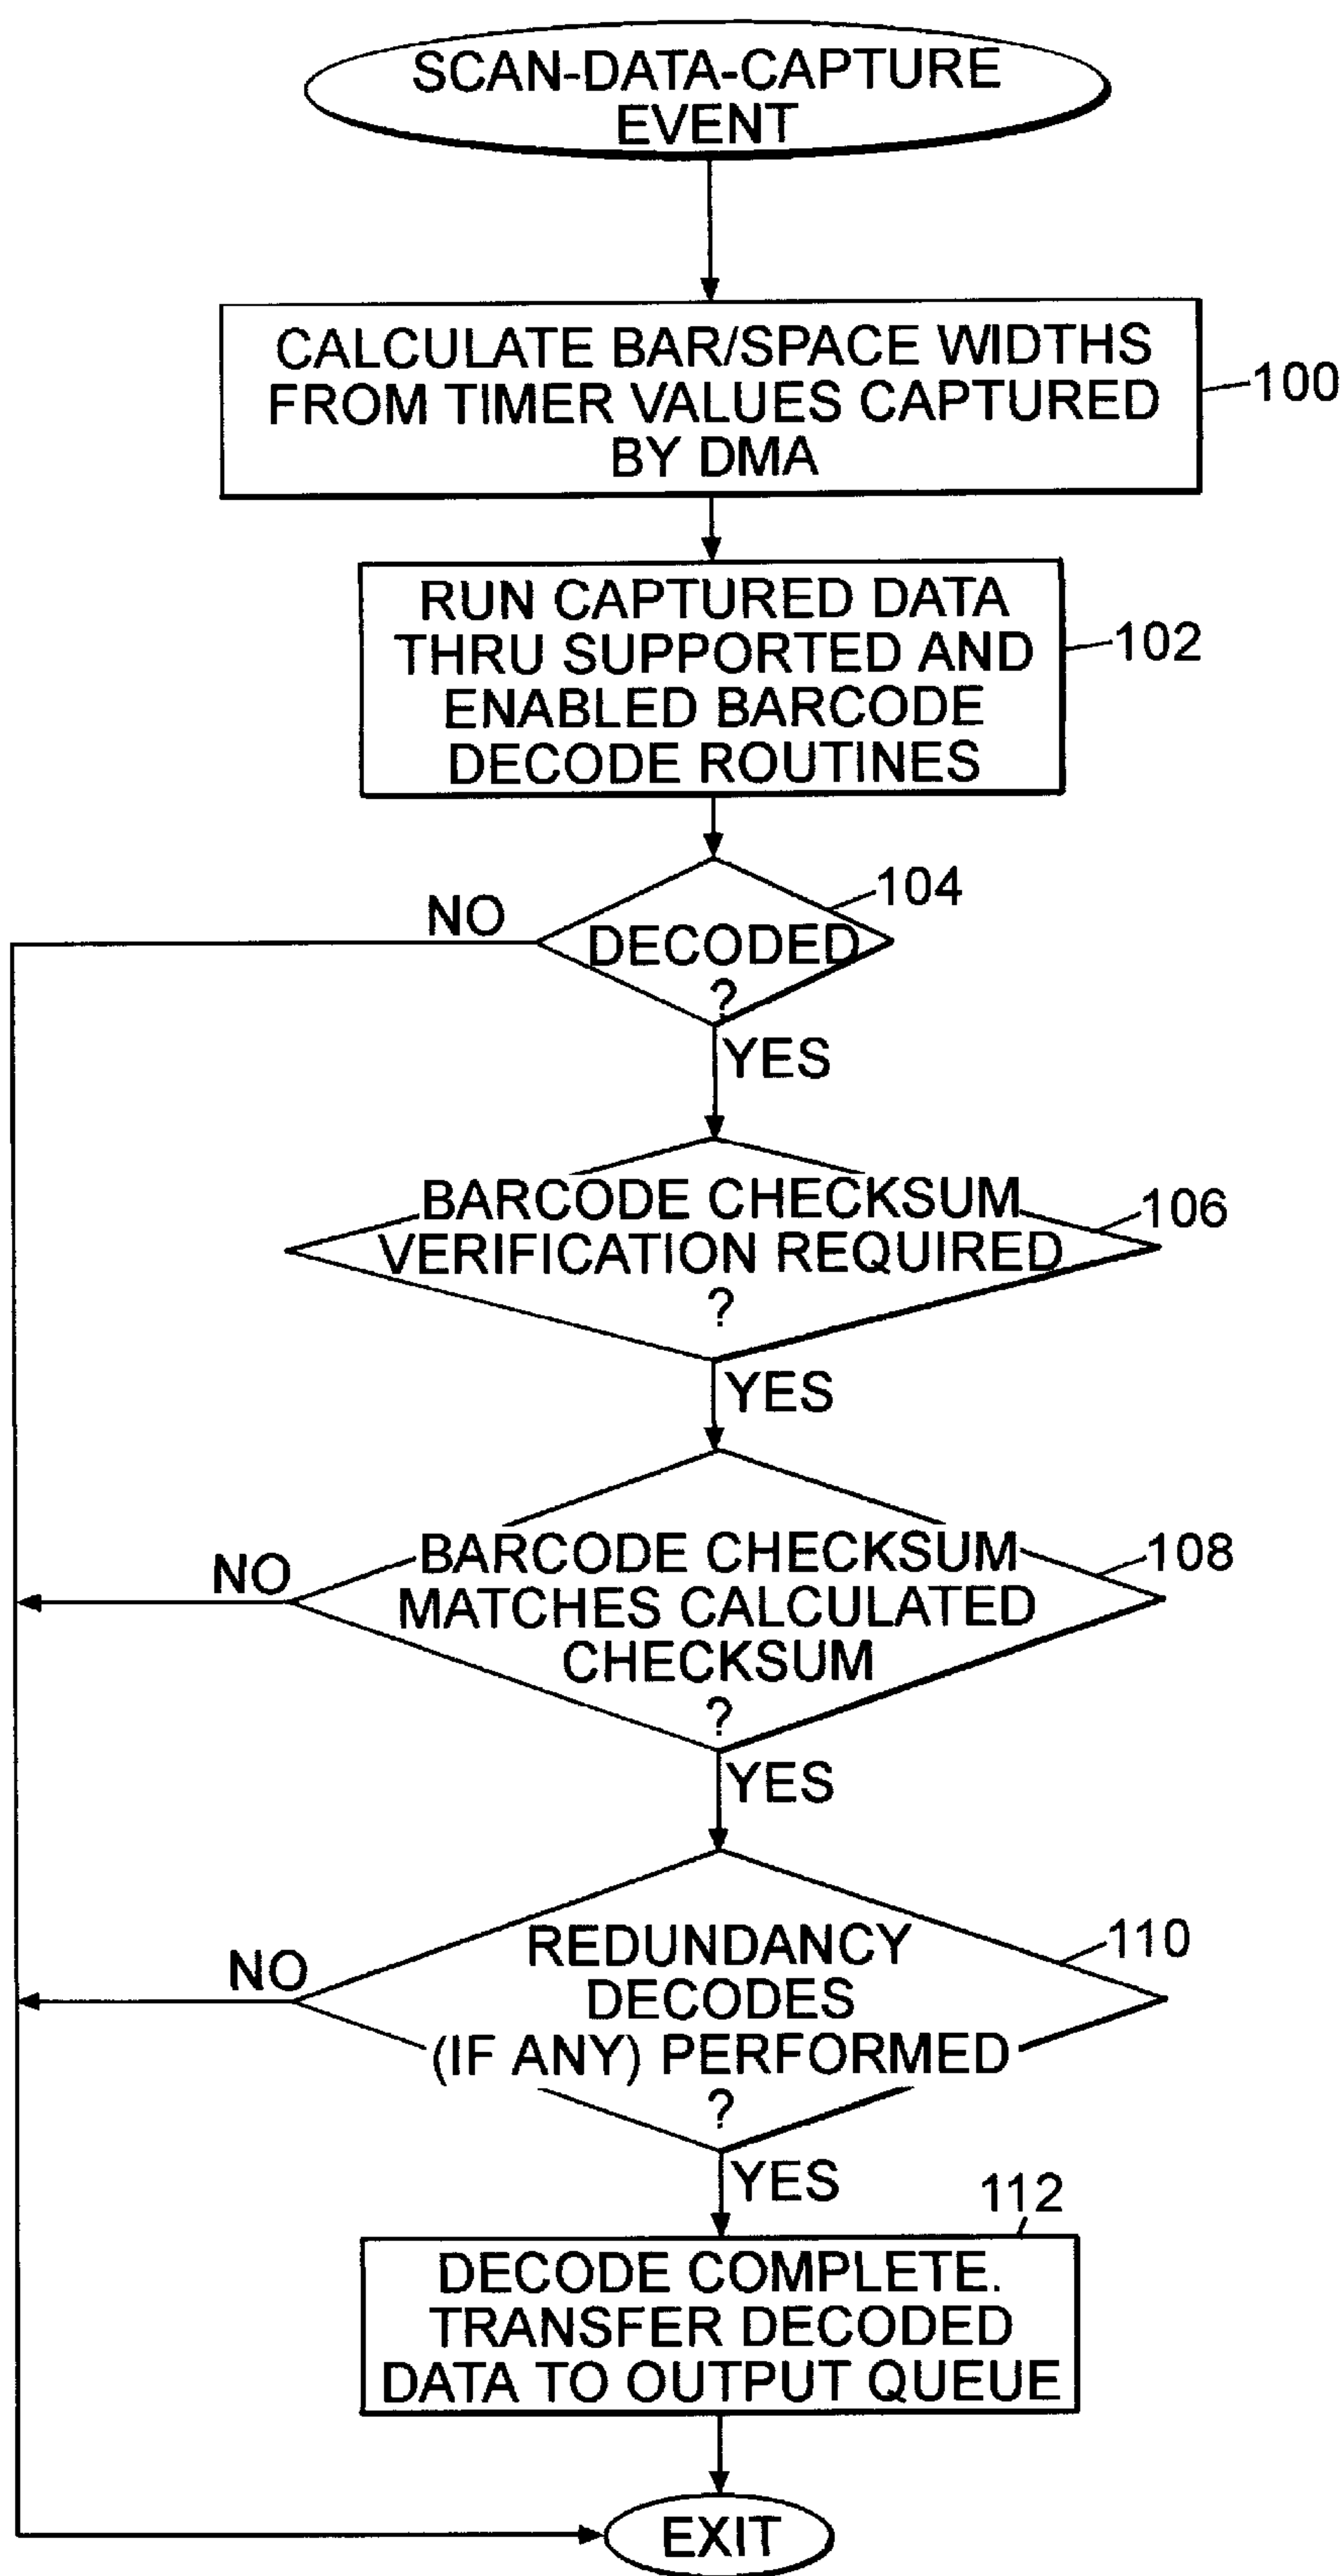 SCAN-DATA-CAPTURE
EVENT
CALCULATE BAR/SPACE WIDTHS
FROM TIMER VALUES CAPTURED
BY DMA
100
RUN CAPTURED DATA
THRU SUPPORTED AND
ENABLED BARCODE
DECODE ROUTINES
102
104
NO
DECODED
?
YES
BARCODE CHECKSUM
VERIFICATION REQUIRED
?
106
YES
BARCODE CHECKSUM
MATCHES CALCULATED
CHECKSUM
?
108
NO
YES
REDUNDANCY
DECODES
(IF ANY) PERFORMED
?
110
NO
YES
112
DECODE COMPLETE.
TRANSFER DECODED
DATA TO OUTPUT QUEUE
EXIT